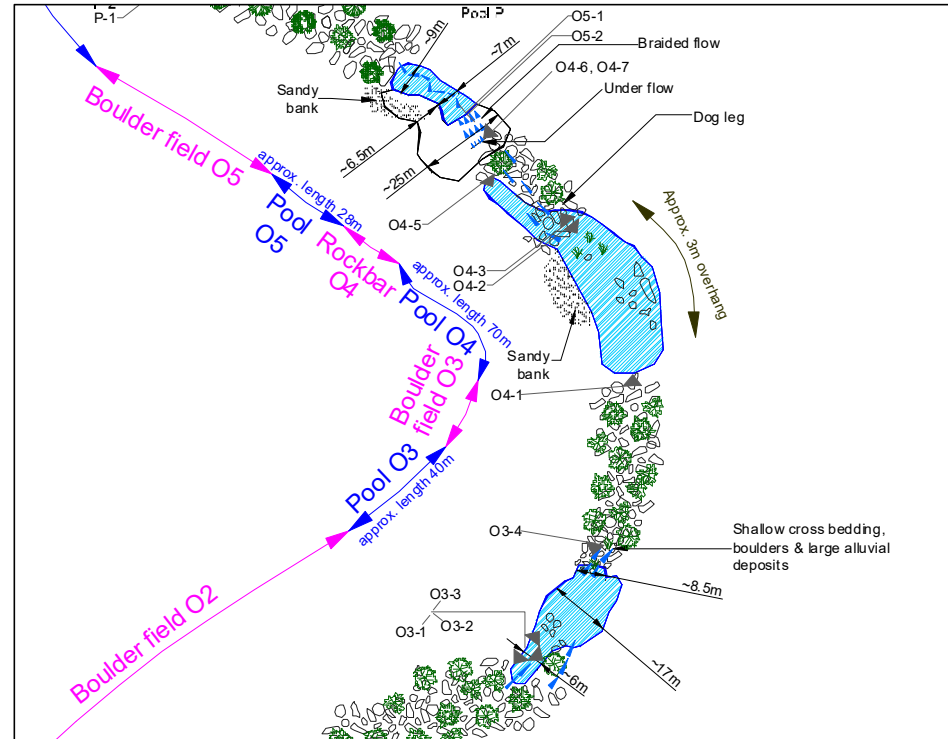 P-1
Pool P
O5-1
O5-2
Braided flow
O4-6, O4-7
Under flow
Dog leg
~9m
~7m
Sandy
bank
~6.5m
~25m
O4-5
Boulder field O5
approx. length 28m
Pool
O5
Rockbar
O4
approx. length 70m
Pool O4
O4-3
O4-2
Approx. 3m overhang
Sandy
bank
O4-1
Boulder
field O3
Pool O3
approx. length 40m
O3-4
Shallow cross bedding,
boulders & large alluvial
deposits
~8.5m
O3-3
O3-1
O3-2
~6m
~17m
Boulder field O2